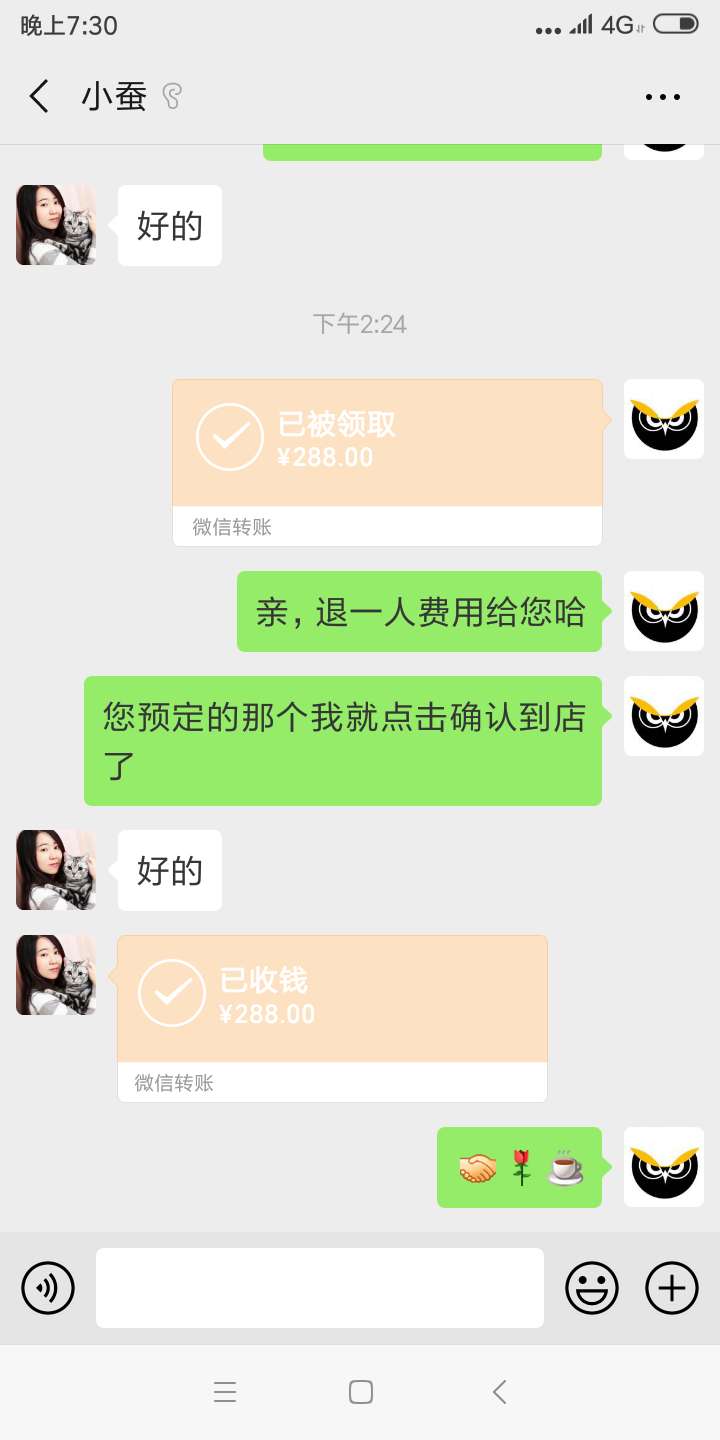 晚上7:30
4G
小蚕
好的
下午2:24
已被领取
¥288.00
微信转账
亲，退一人费用给您哈
您预定的那个我就点击确认到店
了
好的
已收钱
¥288.00
微信转账